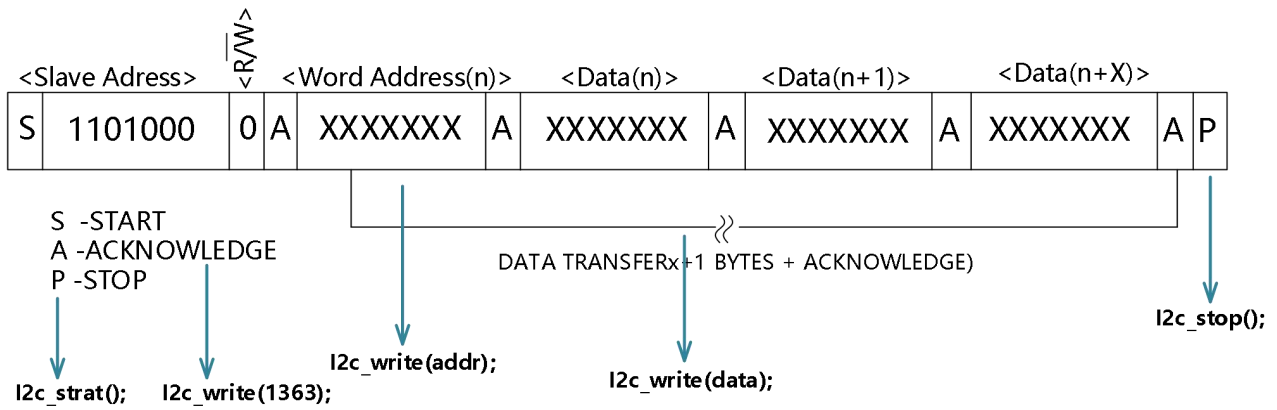 <R/W>
<Slave Adress> <Word Address(n)> <Data(n)> <Data(n+1)> <Data(n+X)>
S 1101000 0 A XXXXXXX A XXXXXXX A XXXXXXX A XXXXXXX A P
S -START
A -ACKNOWLEDGE
P -STOP
DATA TRANSFERx+1 BYTES + ACKNOWLEDGE)
I2c_stop();
I2c_write(addr);
I2c_write(data);
I2c_strat(); I2c_write(1363);